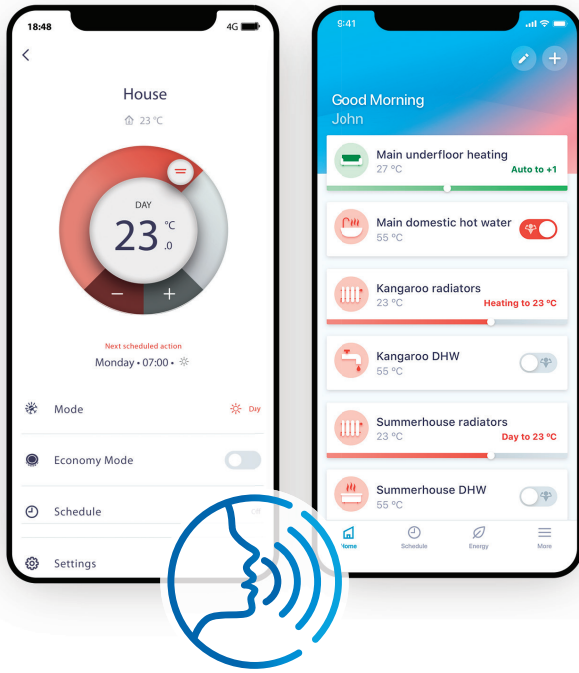 18:48
4G
House
23 °C
DAY
23 °C .0
Next scheduled action
Monday • 07:00 •
Mode
Day
Economy Mode
Schedule
Settings
9:41
Good Morning
John
Main underfloor heating
27 °C
Auto to +1
Main domestic hot water
55 °C
Kangaroo radiators
23 °C
Heating to 23 °C
Kangaroo DHW
55 °C
Summerhouse radiators
23 °C
Day to 23 °C
Summerhouse DHW
55 °C
Home
Schedule
Energy
More